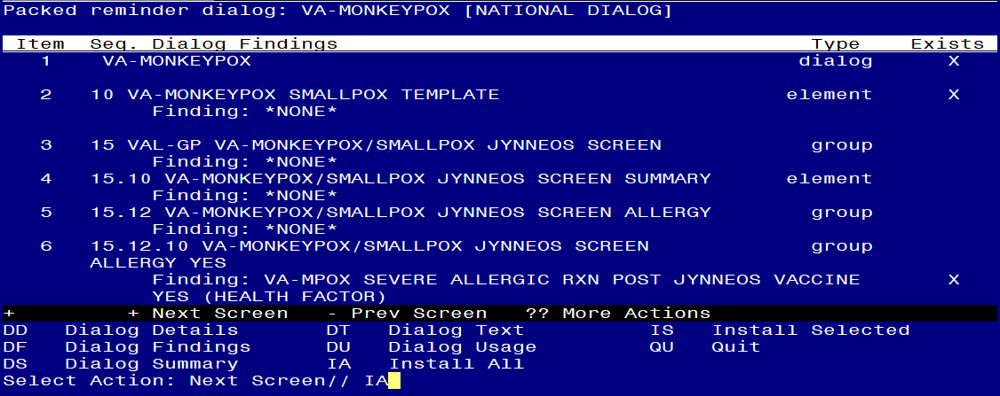 Packed reminder dialog: VA-MONKEYPOX [NATIONAL DIALOG]
Item Seq. Dialog Findings Type Exists
1 VA-MONKEYPOX dialog X
2 10 VA-MONKEYPOX SMALLPOX TEMPLATE element X
Finding: *NONE*
3 15 VAL-GP VA-MONKEYPOX/SMALLPOX JYNNEOS SCREEN group
Finding: *NONE*
4 15.10 VA-MONKEYPOX/SMALLPOX JYNNEOS SCREEN SUMMARY element
Finding: *NONE*
5 15.12 VA-MONKEYPOX/SMALLPOX JYNNEOS SCREEN ALLERGY group
Finding: *NONE*
6 15.12.10 VA-MONKEYPOX/SMALLPOX JYNNEOS SCREEN group
ALLERGY YES
Finding: VA-MPOX SEVERE ALLERGIC RXN POST JYNNEOS VACCINE X
YES (HEALTH FACTOR)
+ + Next Screen - Prev Screen ?? More Actions
DD Dialog Details DT Dialog Text IS Install Selected
DF Dialog Findings DU Dialog Usage QU Quit
DS Dialog Summary IA Install All
Select Action: Next Screen// IA